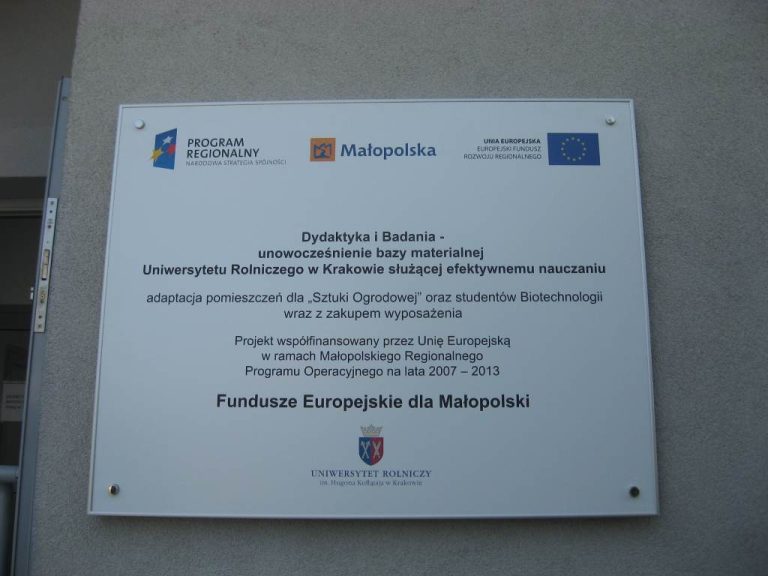 PROGRAM
REGIONALNY
NARODOWA STRATEGIA SPÓJNOŚCI
Małopolska
UNIA EUROPEJSKA
EUROPEJSKI FUNDUSZ
ROZWOJU REGIONALNEGO
Dydaktyka i Badania -
unowocześnienie bazy materialnej
Uniwersytetu Rolniczego w Krakowie służącej efektywnemu nauczaniu
adaptacja pomieszczeń dla „Sztuki Ogrodowej” oraz studentów Biotechnologii
wraz z zakupem wyposażenia
Projekt współfinansowany przez Unię Europejską
w ramach Małopolskiego Regionalnego
Programu Operacyjnego na lata 2007 – 2013
Fundusze Europejskie dla Małopolski
UNIWERSYTET ROLNICZY
im. Hugona Kołłątaja w Krakowie